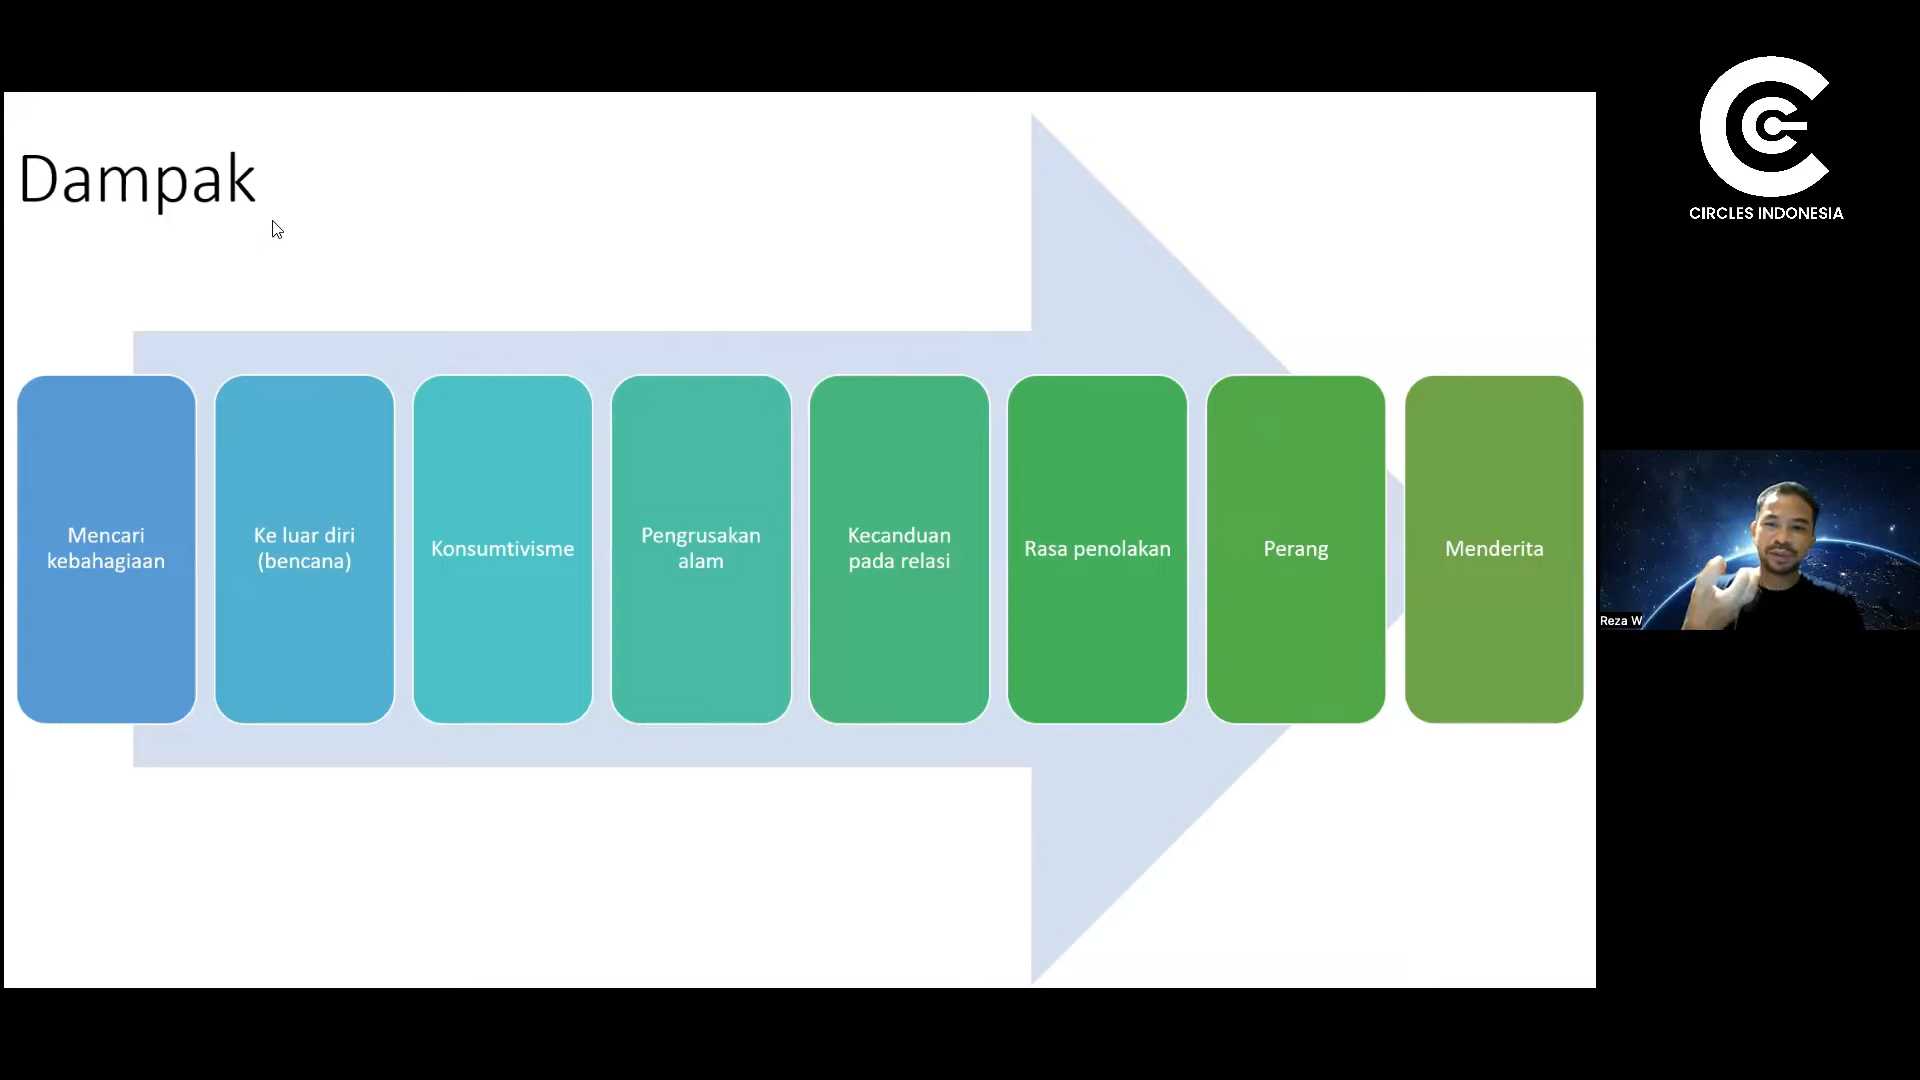 Dampak
Mencari
kebahagiaan
Ke luar diri
(bencana)
Konsumtivisme
Pengrusakan
alam
Kecanduan
pada relasi
Rasa penolakan
Perang
Menderita
CIRCLES INDONESIA
Reza W